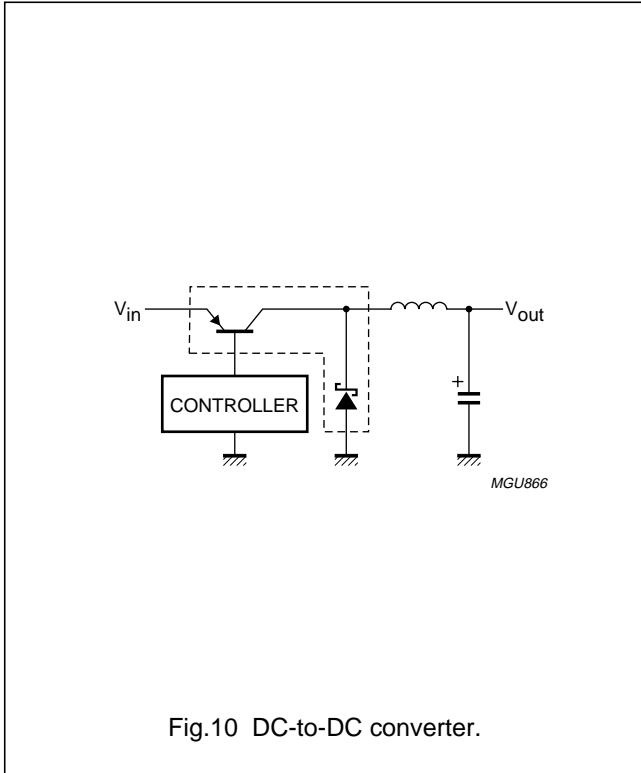 V_in
V_out
CONTROLLER
+
MGU866
Fig.10 DC-to-DC converter.